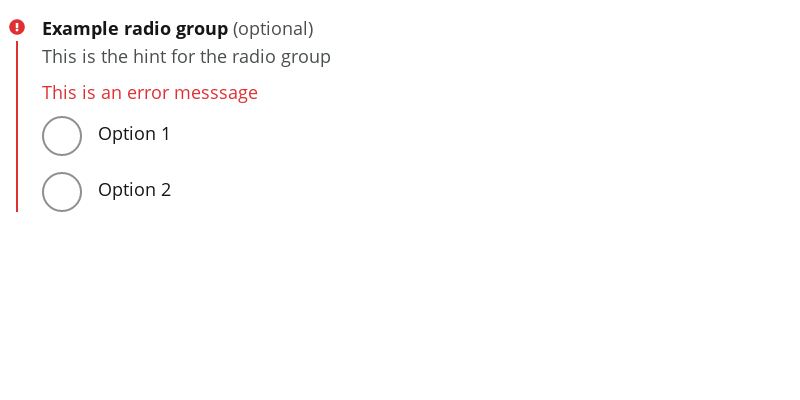 Example radio group (optional)
This is the hint for the radio group
This is an error messsage
Option 1
Option 2